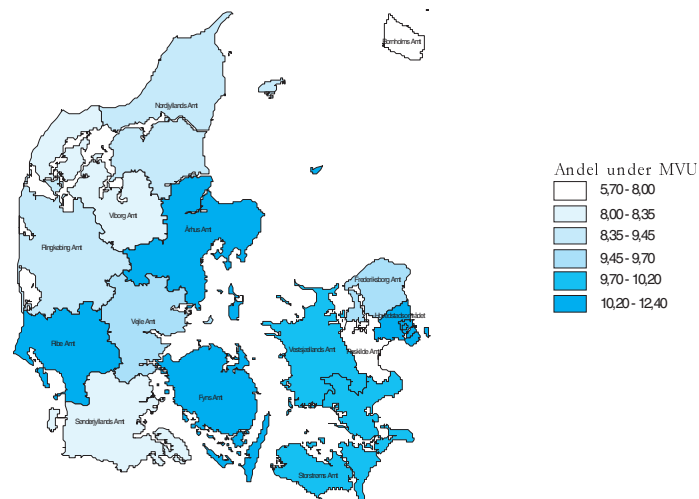 Bornholms Amt
Nordjyllands Amt
Viborg Amt
Århus Amt
Ringkøbing Amt
Frederiksborg Amt
Vejle Amt
Ribe Amt
Vestsjællands Amt
Roskilde Amt
Fyns Amt
Sønderjyllands Amt
Storstrøms Amt
Andel under MVU
5,70 - 8,00
8,00 - 8,35
8,35 - 9,45
9,45 - 9,70
9,70 - 10,20
10,20 - 12,40